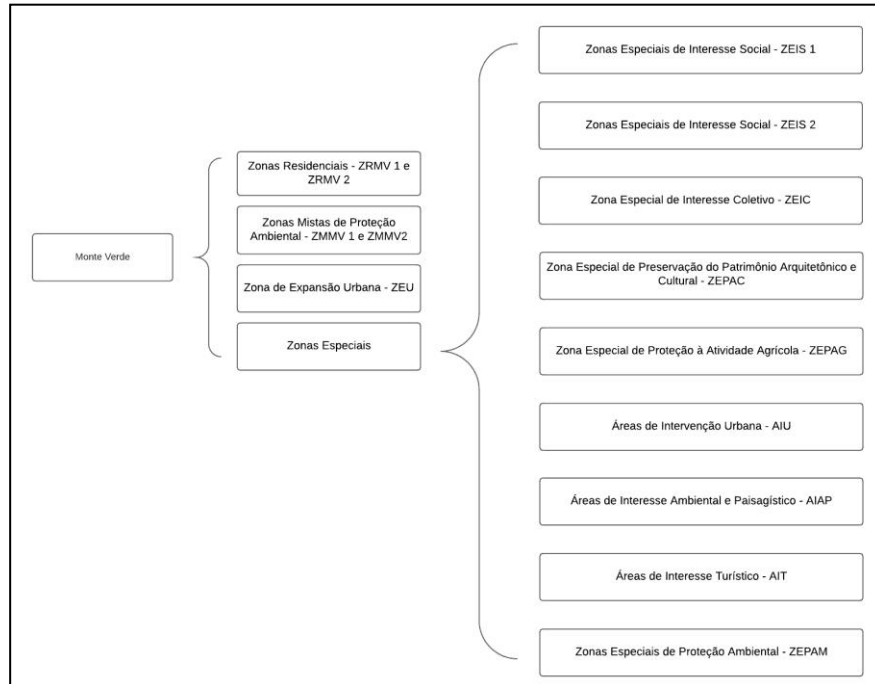 Monte Verde
Zonas Residenciais - ZRMV 1 e
ZRMV 2
Zonas Mistas de Proteção
Ambiental - ZMMV 1 e ZMMV2
Zona de Expansão Urbana - ZEU
Zonas Especiais
Zonas Especiais de Interesse Social - ZEIS 1
Zonas Especiais de Interesse Social - ZEIS 2
Zona Especial de Interesse Coletivo - ZEIC
Zona Especial de Preservação do Patrimônio Arquitetônico e
Cultural - ZEPAC
Zona Especial de Proteção à Atividade Agrícola - ZEPAG
Áreas de Intervenção Urbana - AIU
Áreas de Interesse Ambiental e Paisagístico - AIAP
Áreas de Interesse Turístico - AIT
Zonas Especiais de Proteção Ambiental - ZEPAM